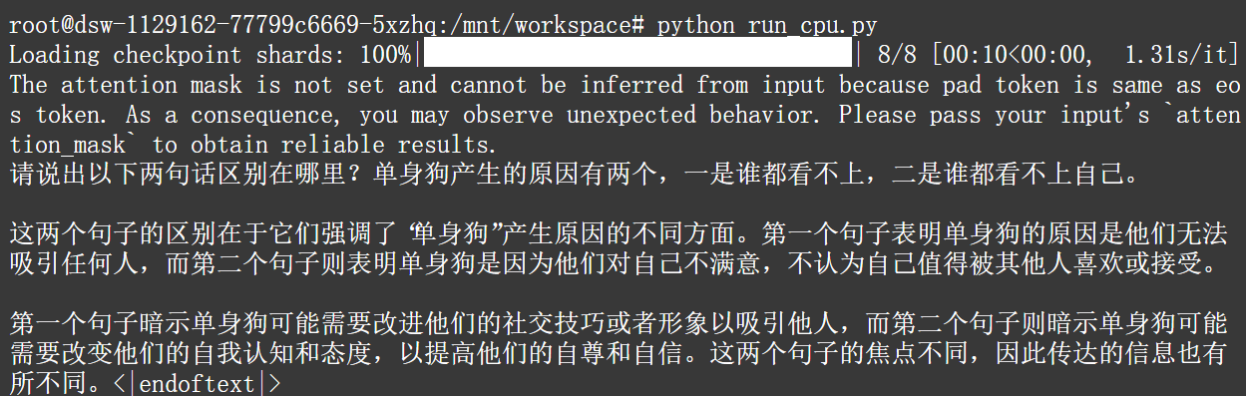 root@dsw-1129162-77799c6669-5xzhq:/mnt/workspace# python run_cpu.py
Loading checkpoint shards: 100%| | 8/8 [00:10<00:00,  1.31s/it]
The attention mask is not set and cannot be inferred from input because pad token is same as eo
s token. As a consequence, you may observe unexpected behavior. Please pass your input's `atten
tion_mask` to obtain reliable results.
请说出以下两句话区别在哪里？单身狗产生的原因有两个，一是谁都看不上，二是谁都看不上自己。
这两个句子的区别在于它们强调了“单身狗”产生原因的不同方面。第一个句子表明单身狗的原因是他们无法
吸引任何人，而第二个句子则表明单身狗是因为他们对自己不满意，不认为自己值得被其他人喜欢或接受。
第一个句子暗示单身狗可能需要改进他们的社交技巧或者形象以吸引他人，而第二个句子则暗示单身狗可能
需要改变他们的自我认知和态度，以提高他们的自尊和自信。这两个句子的焦点不同，因此传达的信息也有
所不同。<|endoftext|>